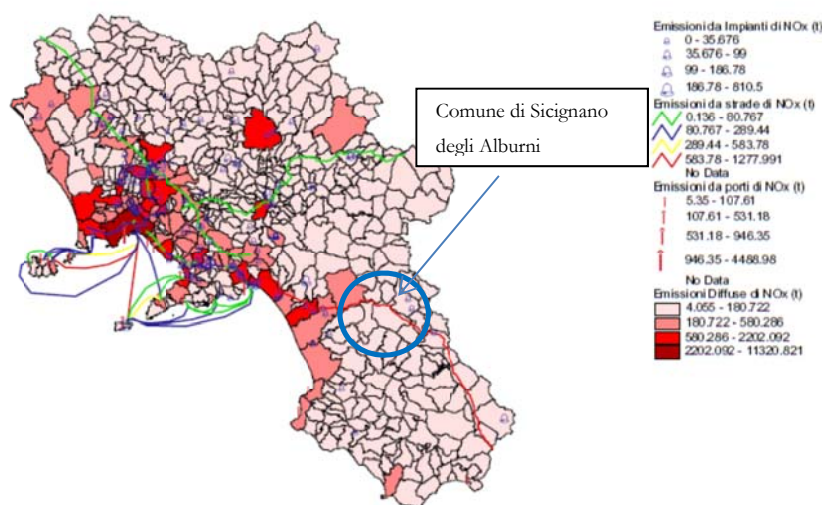 Comune di Sicignano
degli Alburni
Emissioni da Impianti di NOx (t)
0 - 35.676
35.676 - 99
99 - 186.78
186.78 - 810.5
Emissioni da strade di NOx (t)
0.136 - 80.767
80.767 - 289.44
289.44 - 583.78
583.78 - 1277.991
No Data
Emissioni da porti di NOx (t)
5.35 - 107.61
107.61 - 531.18
531.18 - 946.35
946.35 - 4488.98
No Data
Emissioni Diffuse di NOx (t)
4.055 - 180.722
180.722 - 580.286
580.286 - 2202.092
2202.092 - 11320.821